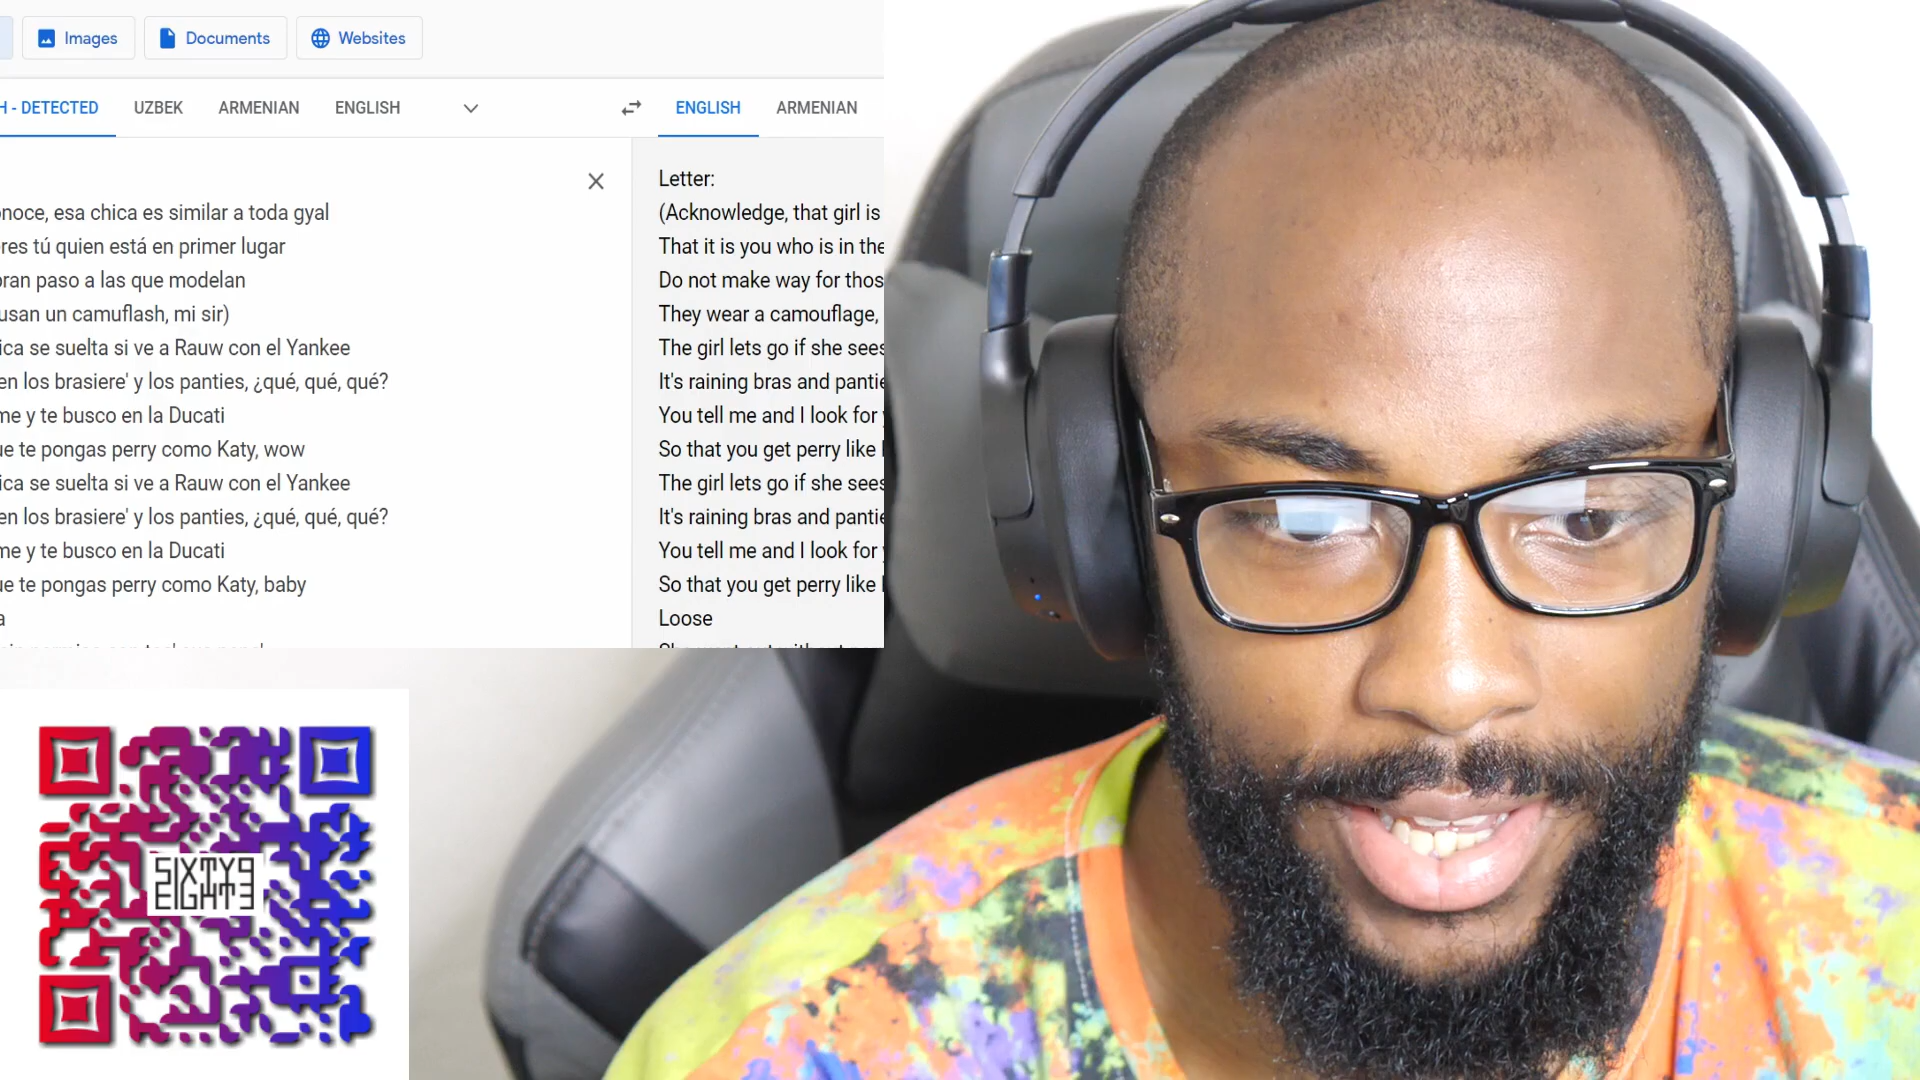 Images Documents Websites
H - DETECTED UZBEK ARMENIAN ENGLISH ENGLISH ARMENIAN
Letter:
noce, esa chica es similar a toda gyal
(Acknowledge, that girl is
res tú quien está en primer lugar
That it is you who is in the
bran paso a las que modelan
Do not make way for thos
usan un camuflash, mi sir)
They wear a camouflage,
ica se suelta si ve a Rauw con el Yankee
The girl lets go if she sees
en los brasiere' y los panties, ¿qué, qué, qué?
It's raining bras and pantie
me y te busco en la Ducati
You tell me and I look for
ue te pongas perry como Katy, wow
So that you get perry like
ica se suelta si ve a Rauw con el Yankee
The girl lets go if she sees
en los brasiere' y los panties, ¿qué, qué, qué?
It's raining bras and pantie
me y te busco en la Ducati
You tell me and I look for
ue te pongas perry como Katy, baby
So that you get perry like
a
Loose
SIXTY9
EIGHT3